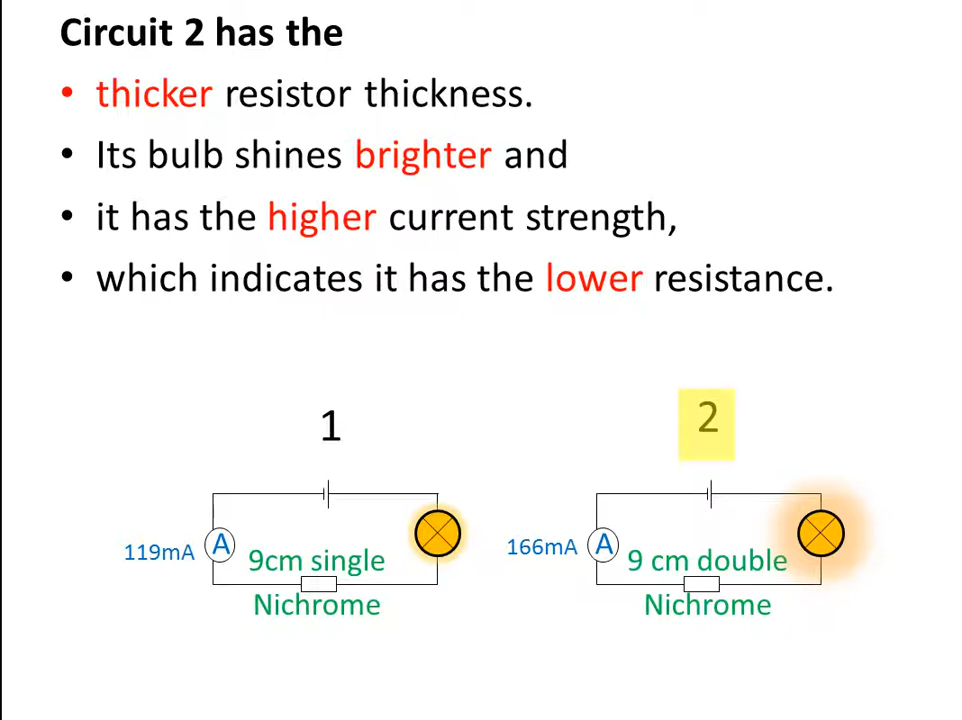 Circuit 2 has the
• thicker resistor thickness.
• Its bulb shines brighter and
• it has the higher current strength,
• which indicates it has the lower resistance.
1
2
119mA A
9cm single
Nichrome
166mA A
9 cm double
Nichrome